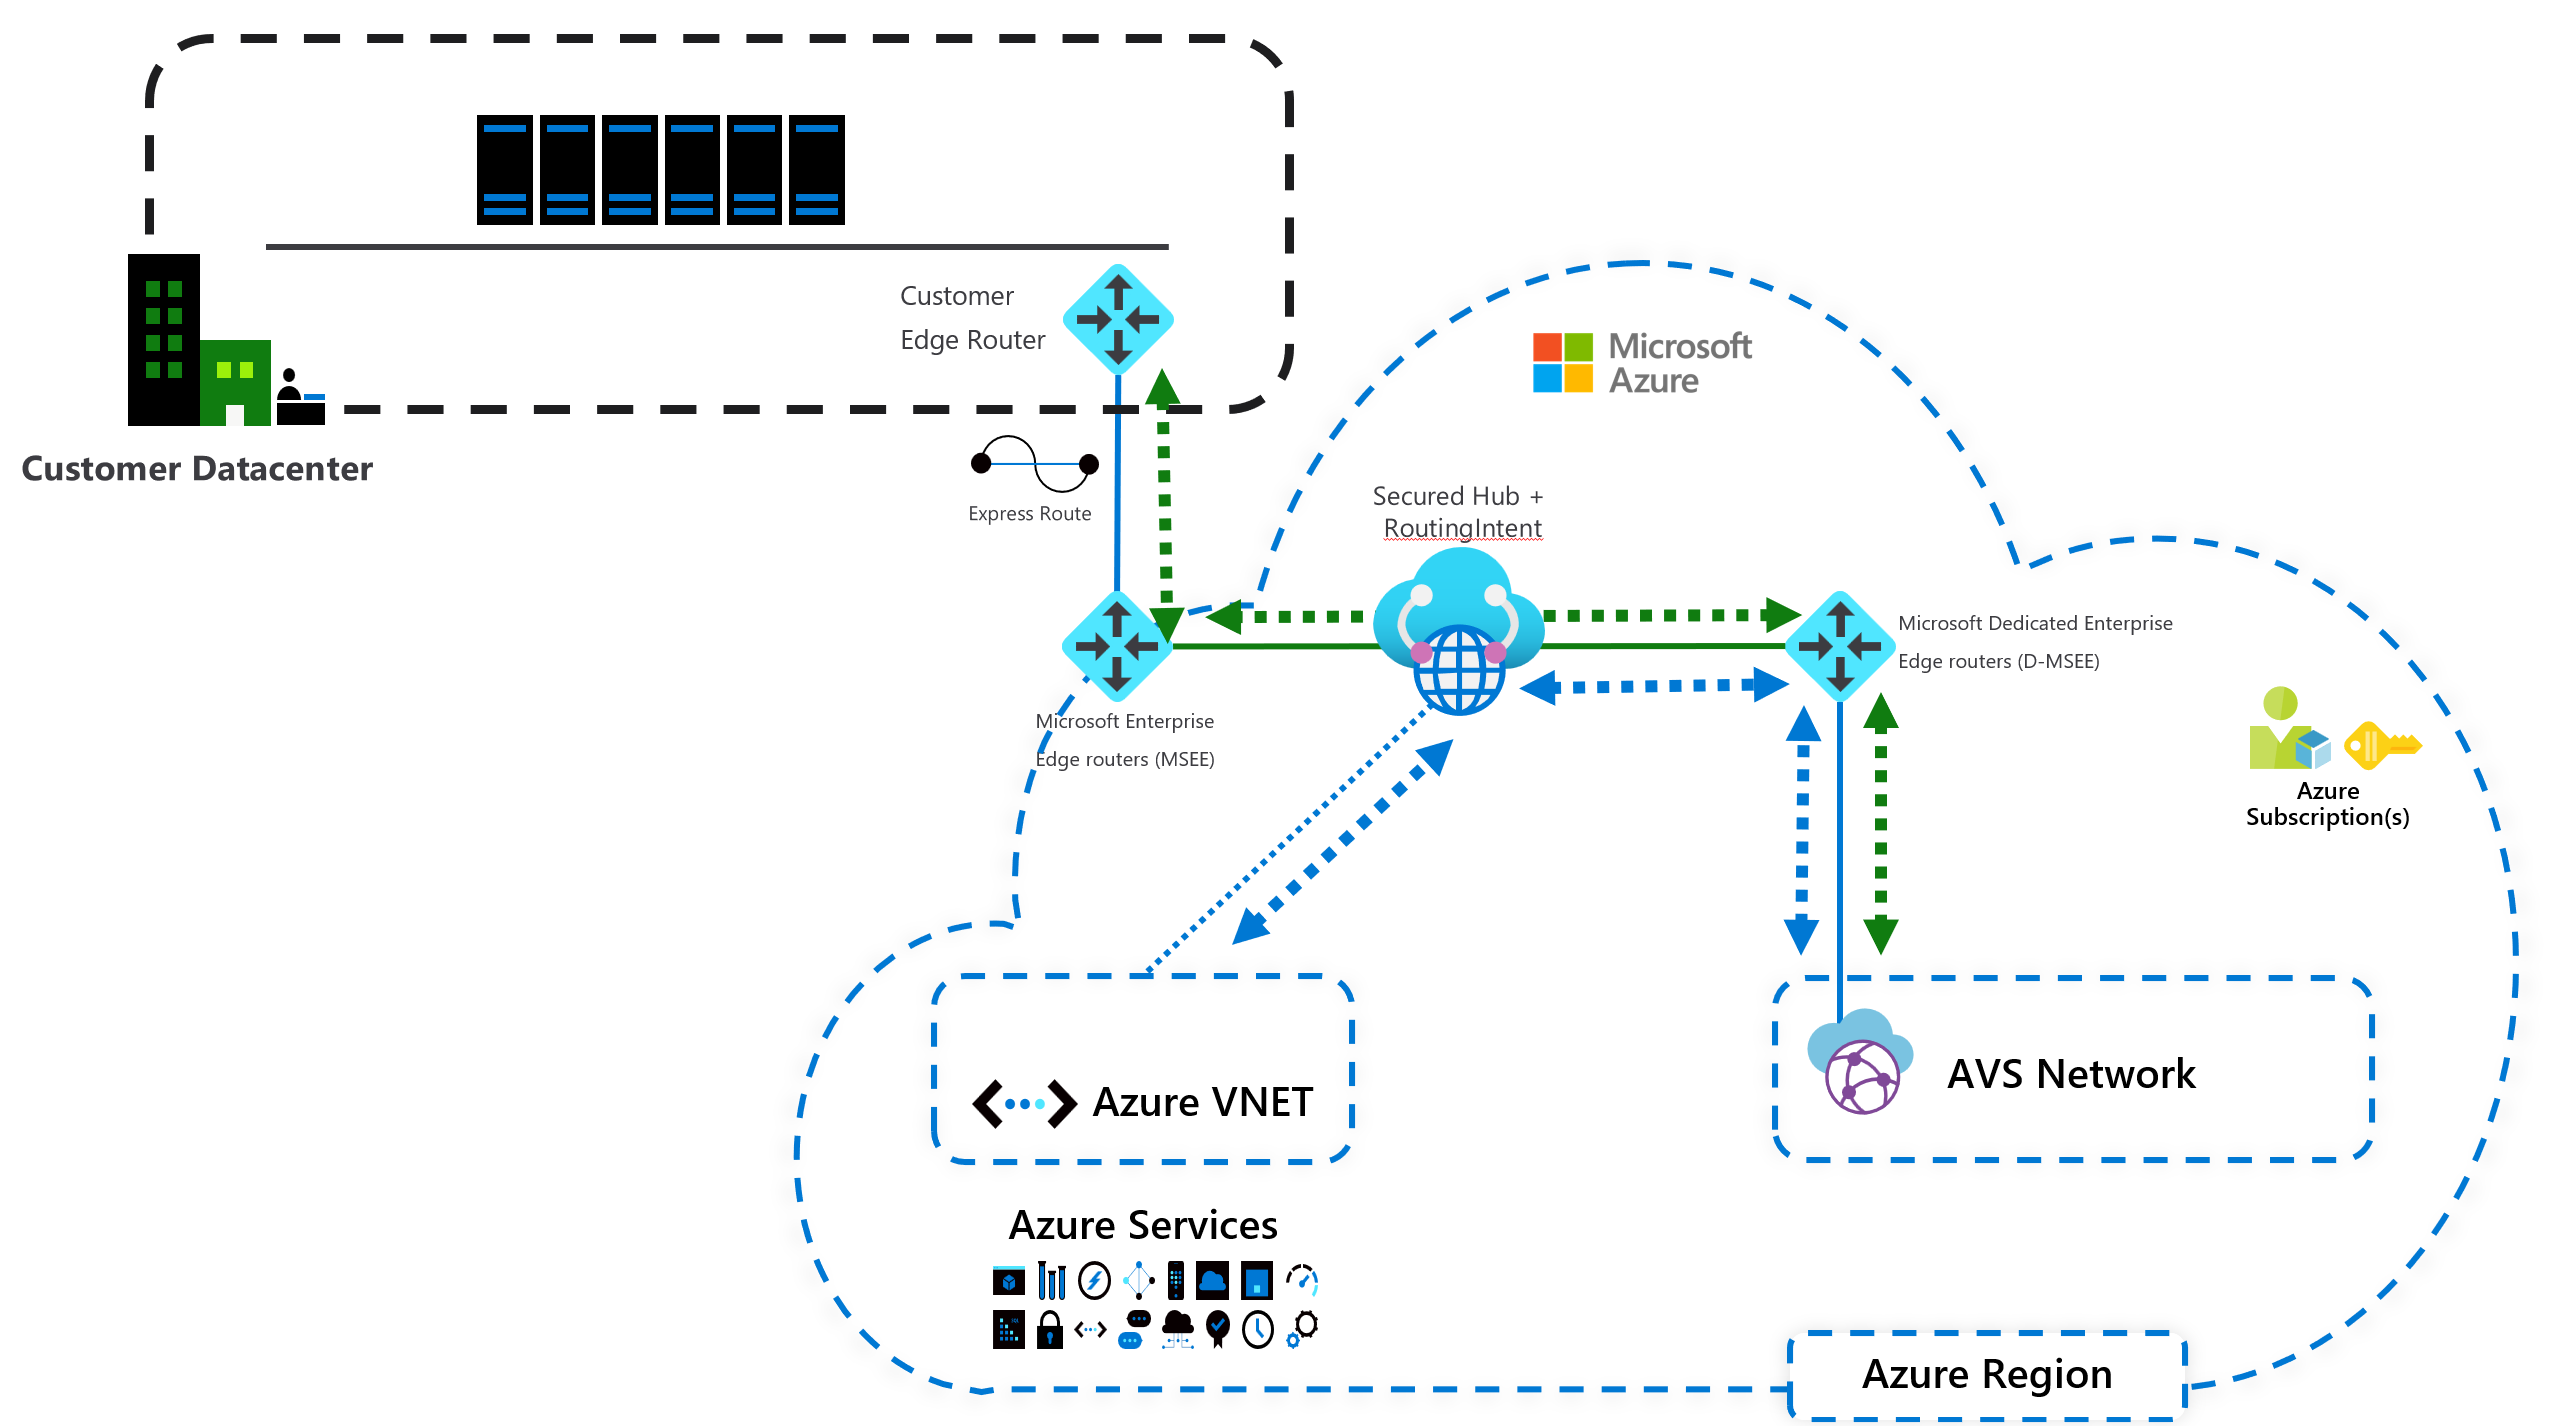 Customer
Edge Router
Microsoft
Azure
Customer Datacenter
Express Route
Secured Hub +
RoutingIntent
Microsoft Dedicated Enterprise
Edge routers (D-MSEE)
Microsoft Enterprise
Edge routers (MSEE)
Azure
Subscription(s)
Azure VNET
AVS Network
Azure Services
Azure Region